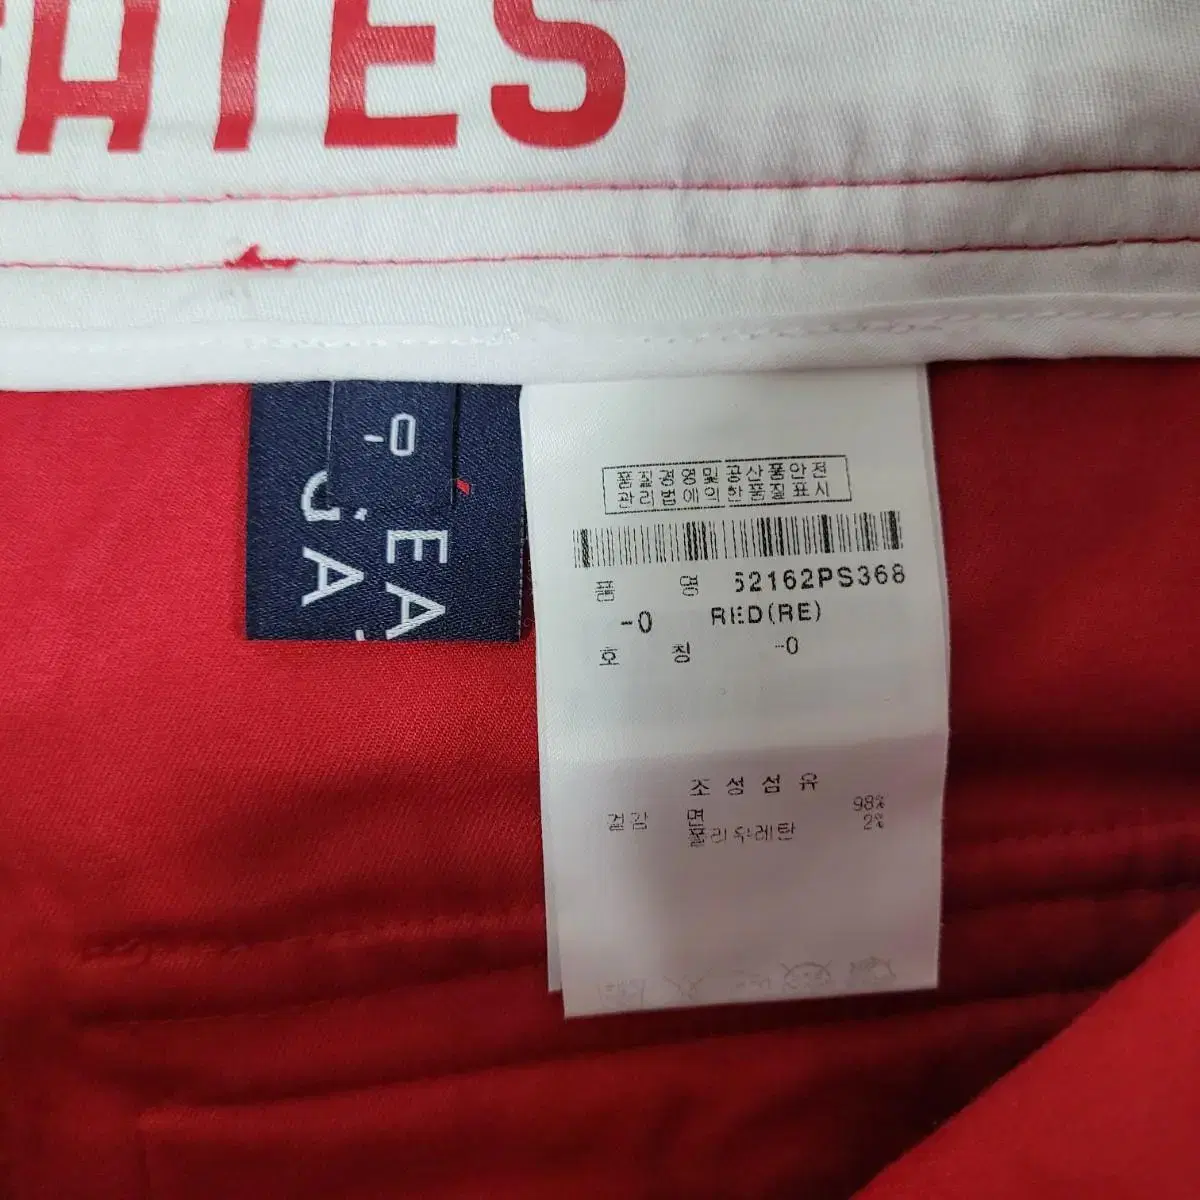 ATES
품질경영및공산품안전
관리법에의한품질표시
품 명 52162PS368
-0 RED(RE)
호 칭 -0
조성섬유
겉감 면 98%
폴리우레탄 2%
-0
EA
GA